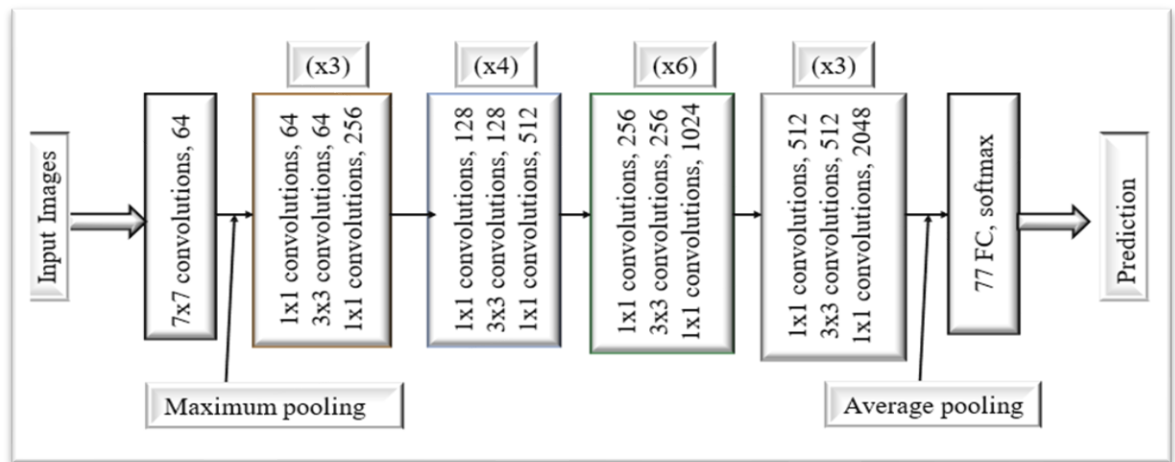 Input Images
7x7 convolutions, 64
Maximum pooling
(x3)
1x1 convolutions, 64
3x3 convolutions, 64
1x1 convolutions, 256
(x4)
1x1 convolutions, 128
3x3 convolutions, 128
1x1 convolutions, 512
(x6)
1x1 convolutions, 256
3x3 convolutions, 256
1x1 convolutions, 1024
(x3)
1x1 convolutions, 512
3x3 convolutions, 512
1x1 convolutions, 2048
Average pooling
77 FC, softmax
Prediction